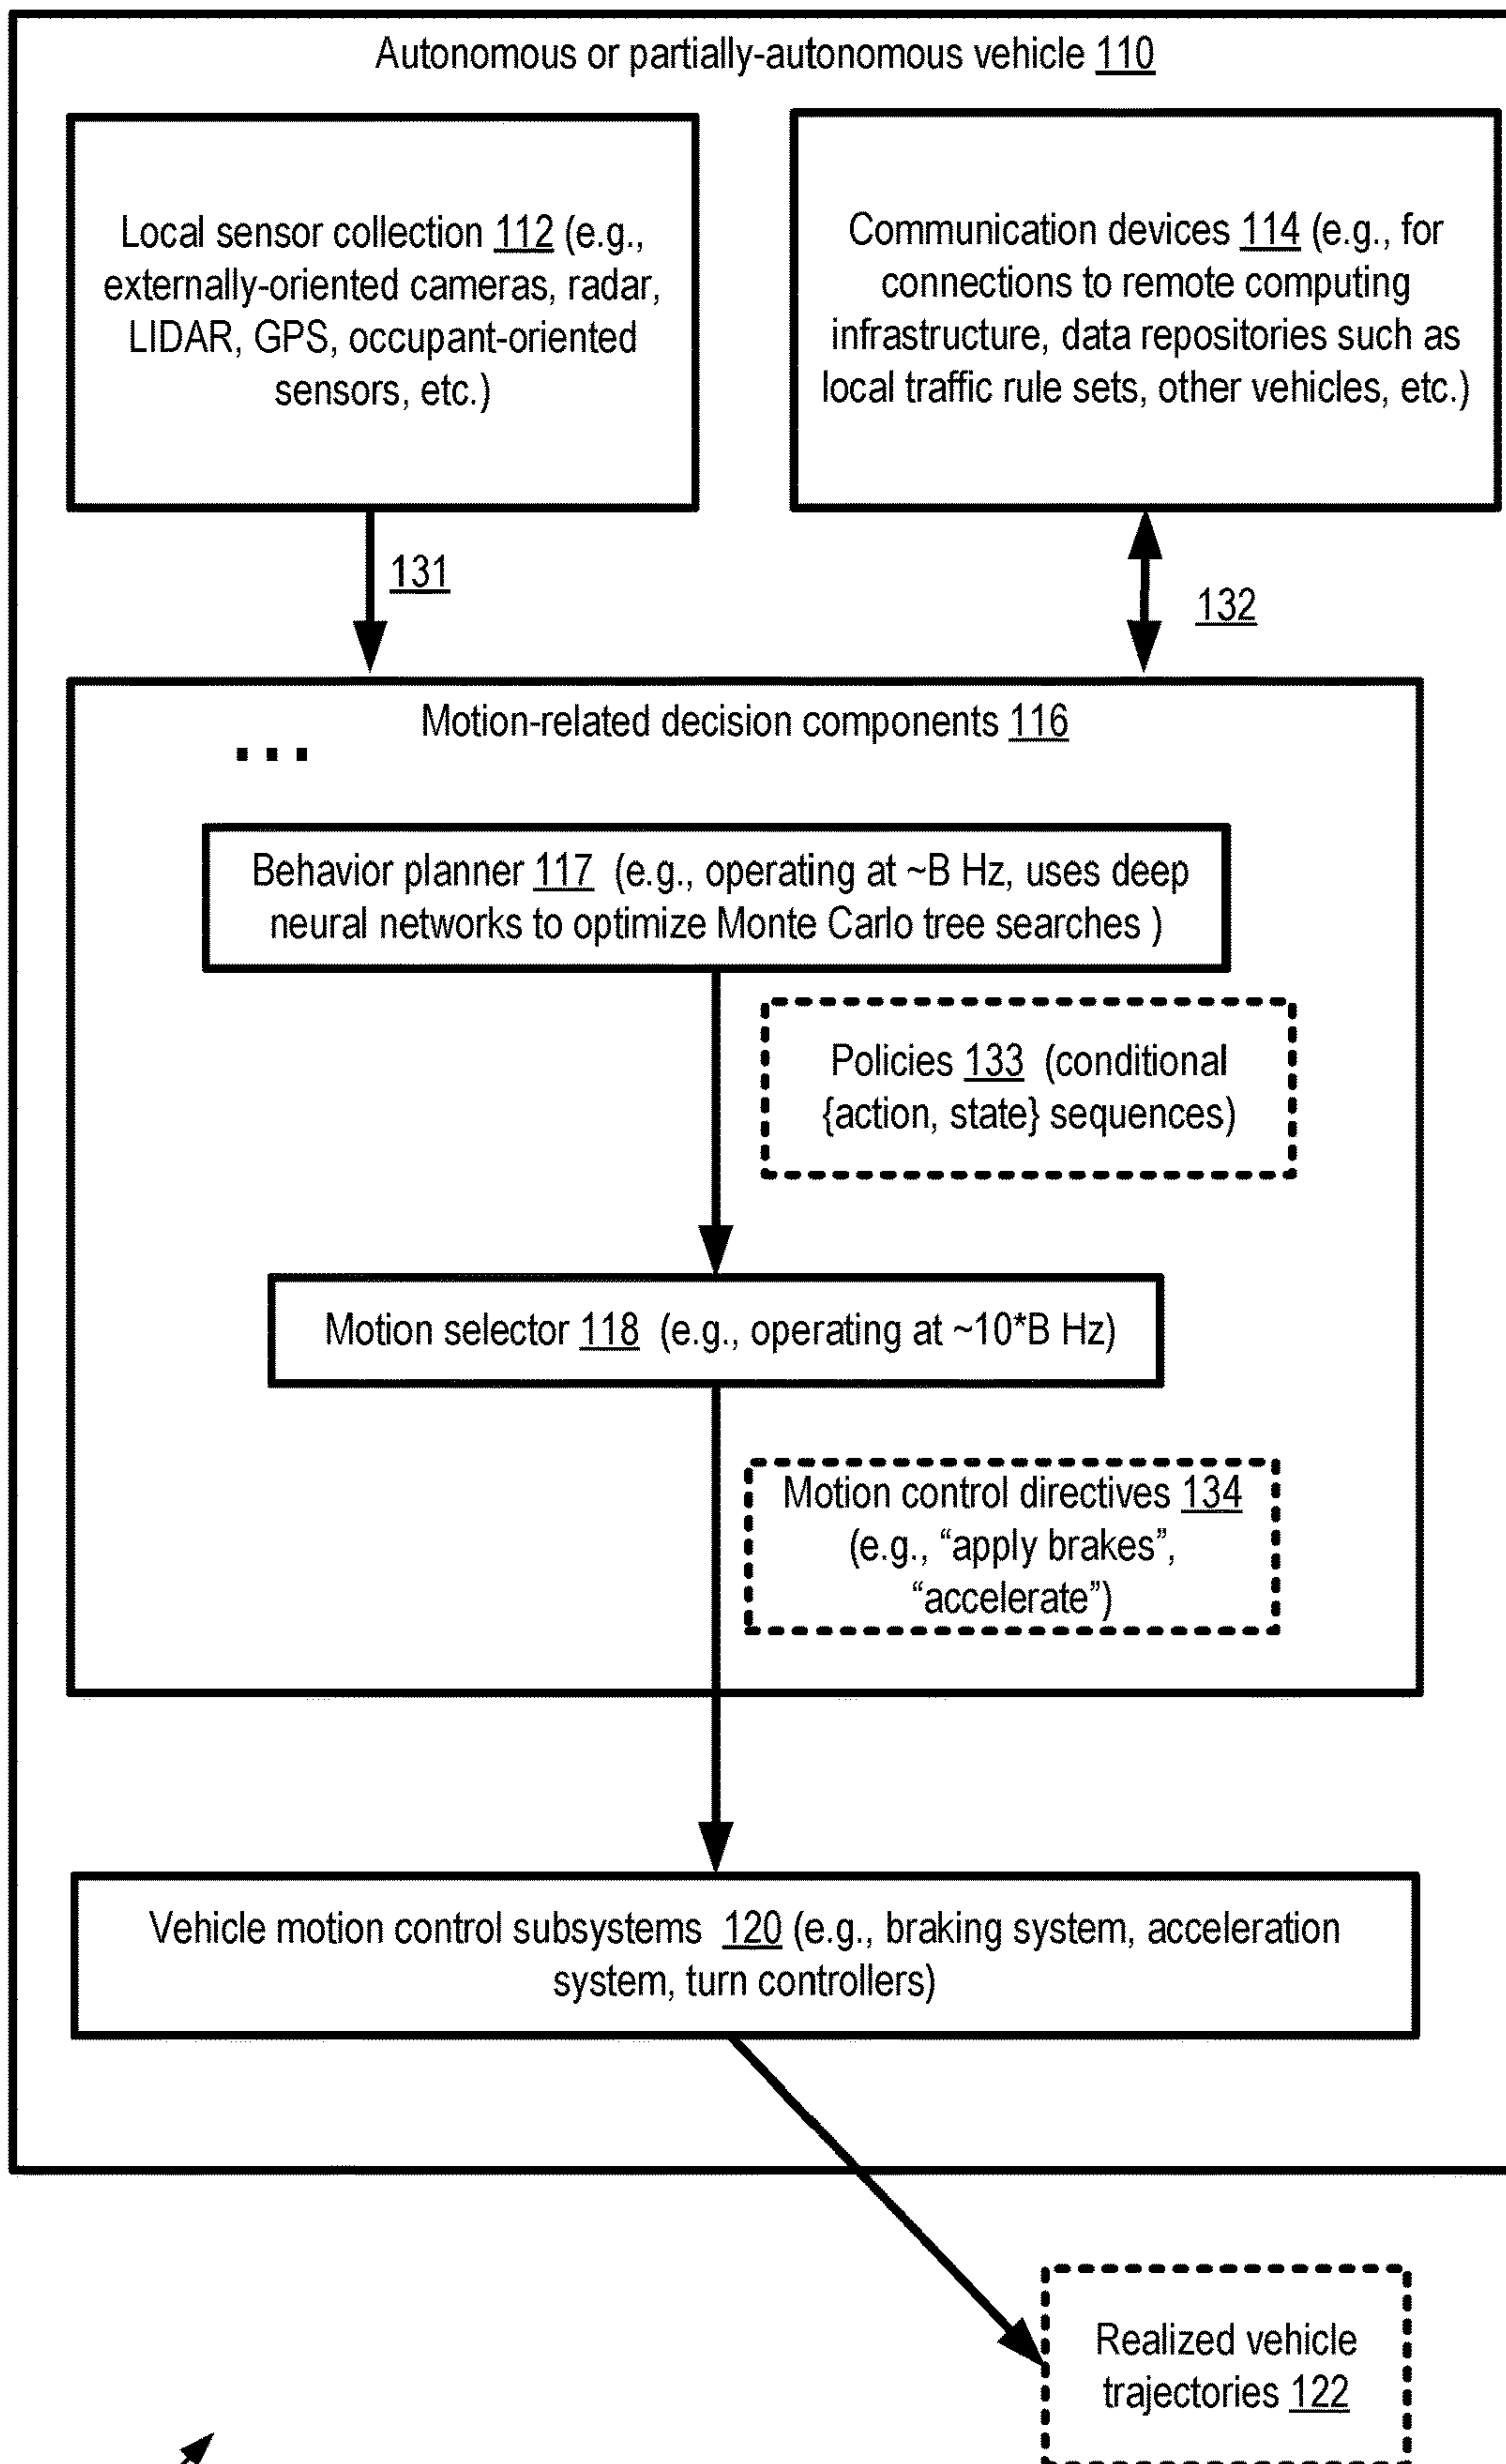 Autonomous or partially-autonomous vehicle 110
Local sensor collection 112 (e.g.,
externally-oriented cameras, radar,
LIDAR, GPS, occupant-oriented
sensors, etc.)
Communication devices 114 (e.g., for
connections to remote computing
infrastructure, data repositories such as
local traffic rule sets, other vehicles, etc.)
131
132
Motion-related decision components 116
...
Behavior planner 117 (e.g., operating at ~B Hz, uses deep
neural networks to optimize Monte Carlo tree searches )
Policies 133 (conditional
{action, state} sequences)
Motion selector 118 (e.g., operating at ~10*B Hz)
Motion control directives 134
(e.g., “apply brakes”,
“accelerate”)
Vehicle motion control subsystems 120 (e.g., braking system, acceleration
system, turn controllers)
Realized vehicle
trajectories 122